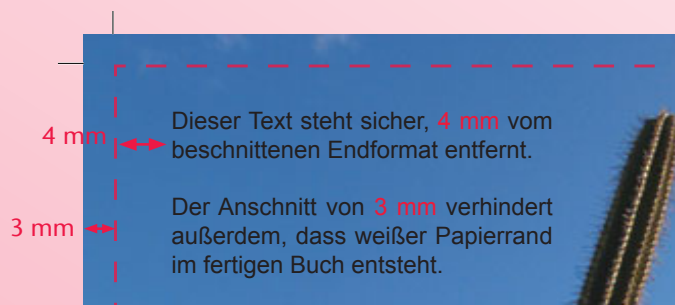 4 mm
Dieser Text steht sicher, 4 mm vom
beschnittenen Endformat entfernt.
3 mm
Der Anschnitt von 3 mm verhindert
außerdem, dass weißer Papierrand
im fertigen Buch entsteht.